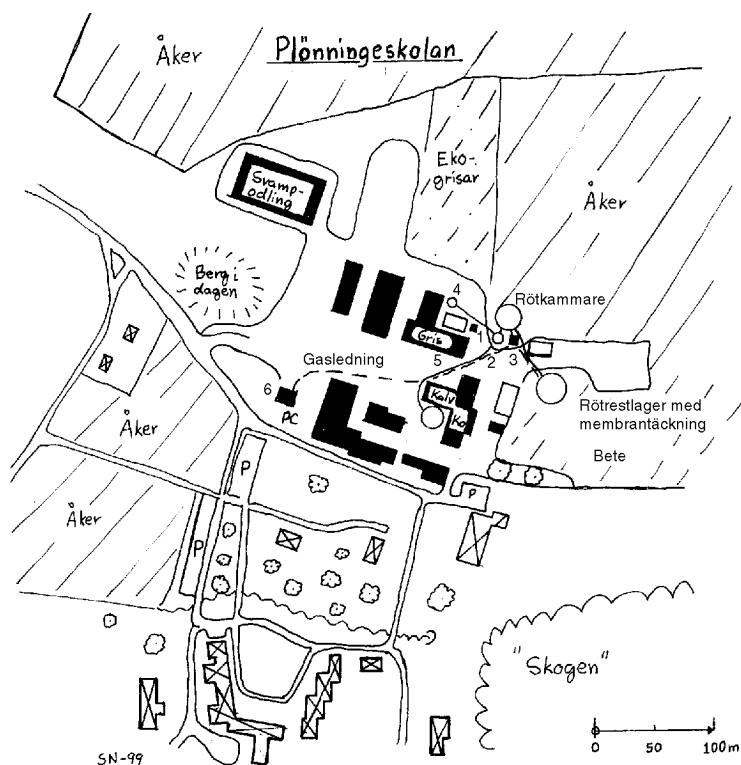 Plönningeskolan
Åker
Eko-
grisar
Svamp-
odling
Åker
Berg i
dagen
4
Rötkammare
Gris
1
2
3
5
Gasledning
6
Kalv
Ko
PC
Rötrestlager med
membrantäckning
Åker
Bete
P
P
Åker
P
"Skogen"
SN-99
0 50 100m